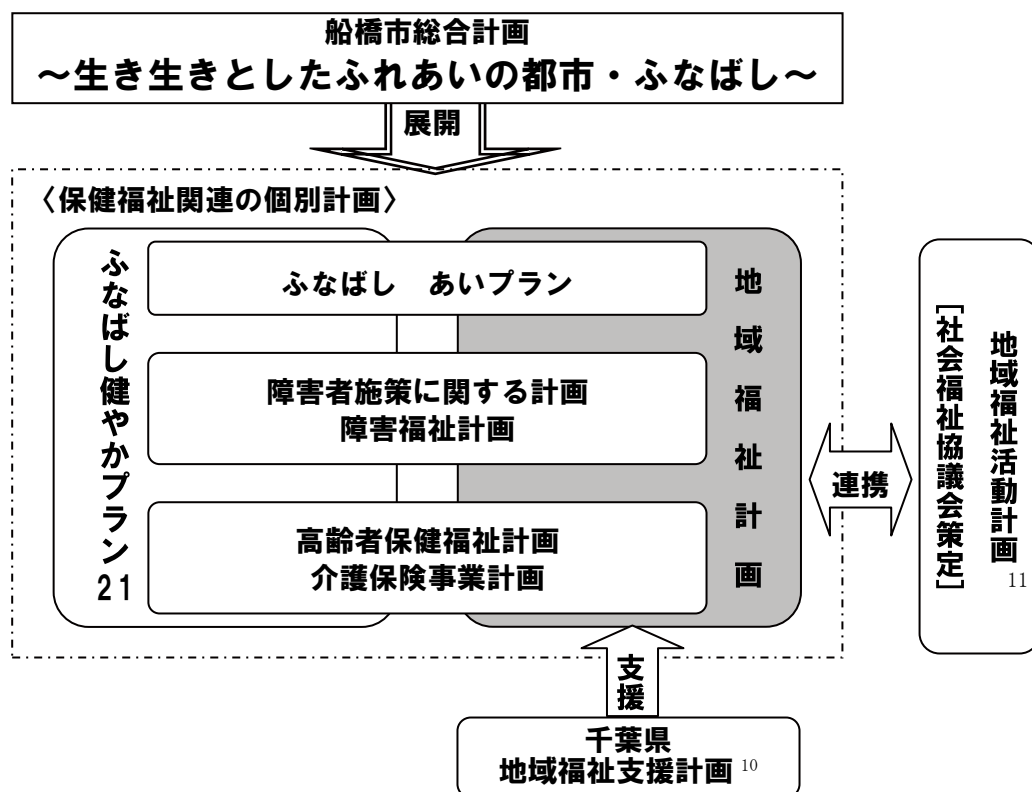 船橋市総合計画
～生き生きとしたふれあいの都市・ふなばし～
展開
〈保健福祉関連の個別計画〉
ふなばし健やかプラン21
ふなばし　あいプラン
障害者施策に関する計画
障害福祉計画
高齢者保健福祉計画
介護保険事業計画
地域福祉計画
連携
地域福祉活動計画 11
[社会福祉協議会策定]
支援
千葉県
地域福祉支援計画 10